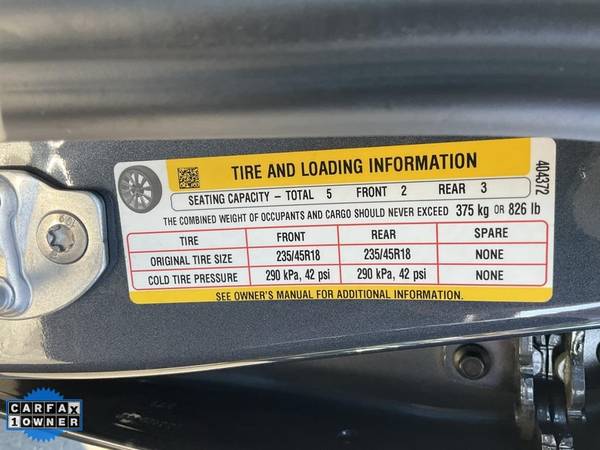 TIRE AND LOADING INFORMATION
404372
SEATING CAPACITY – TOTAL 5 FRONT 2 REAR 3
THE COMBINED WEIGHT OF OCCUPANTS AND CARGO SHOULD NEVER EXCEED 375 kg OR 826 lb
TIRE FRONT REAR SPARE
ORIGINAL TIRE SIZE 235/45R18 235/45R18 NONE
COLD TIRE PRESSURE 290 kPa, 42 psi 290 kPa, 42 psi NONE
SEE OWNER'S MANUAL FOR ADDITIONAL INFORMATION.
CARFAX
1 OWNER